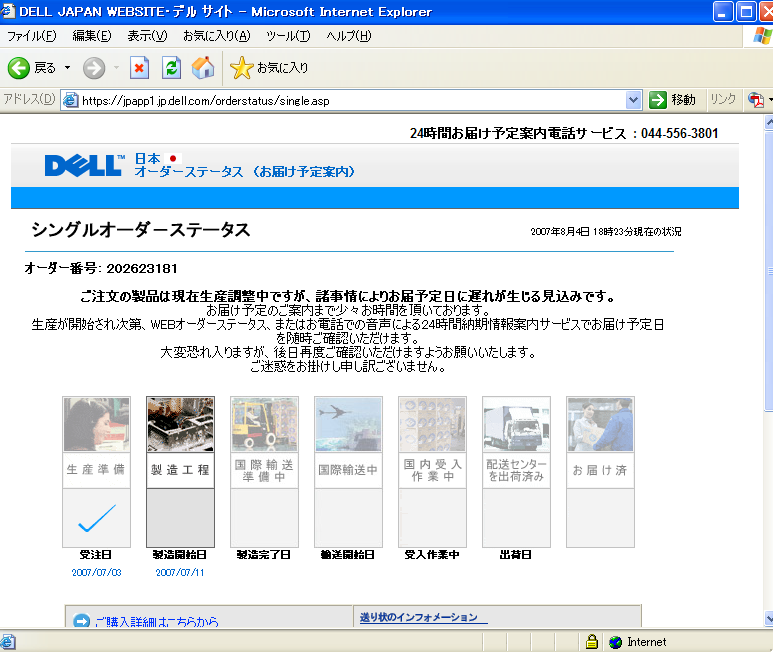 DELL JAPAN WEBSITE・デル サイト - Microsoft Internet Explorer
ファイル(F) 編集(E) 表示(V) お気に入り(A) ツール(T) ヘルプ(H)
戻る お気に入り
アドレス(D) https://jpapp1.jp.dell.com/orderstatus/single.asp 移動 リンク
24時間お届け予定案内電話サービス : 044-556-3801
DELL™ 日本
オーダーステータス （お届け予定案内）
シングルオーダーステータス
2007年8月4日 18時23分現在の状況
オーダー番号: 202623181
ご注文の製品は現在生産調整中ですが、諸事情によりお届予定日に遅れが生じる見込みです。
お届け予定のご案内まで少々お時間を頂いております。
生産が開始され次第、WEBオーダーステータス、またはお電話での音声による24時間納期情報案内サービスでお届け予定日
を随時ご確認いただけます。
大変恐れ入りますが、後日再度ご確認いただけますようお願いいたします。
ご迷惑をお掛けし申し訳ございません。
生産準備 製造工程 国際輸送準備中 国際輸送中 国内受入作業中 配送センターを出荷済み お届け済
受注日 製造開始日 製造完了日 輸送開始日 受入作業中 出荷日
2007/07/03 2007/07/11
ご購入詳細はこちらから 送り状のインフォメーション
Internet